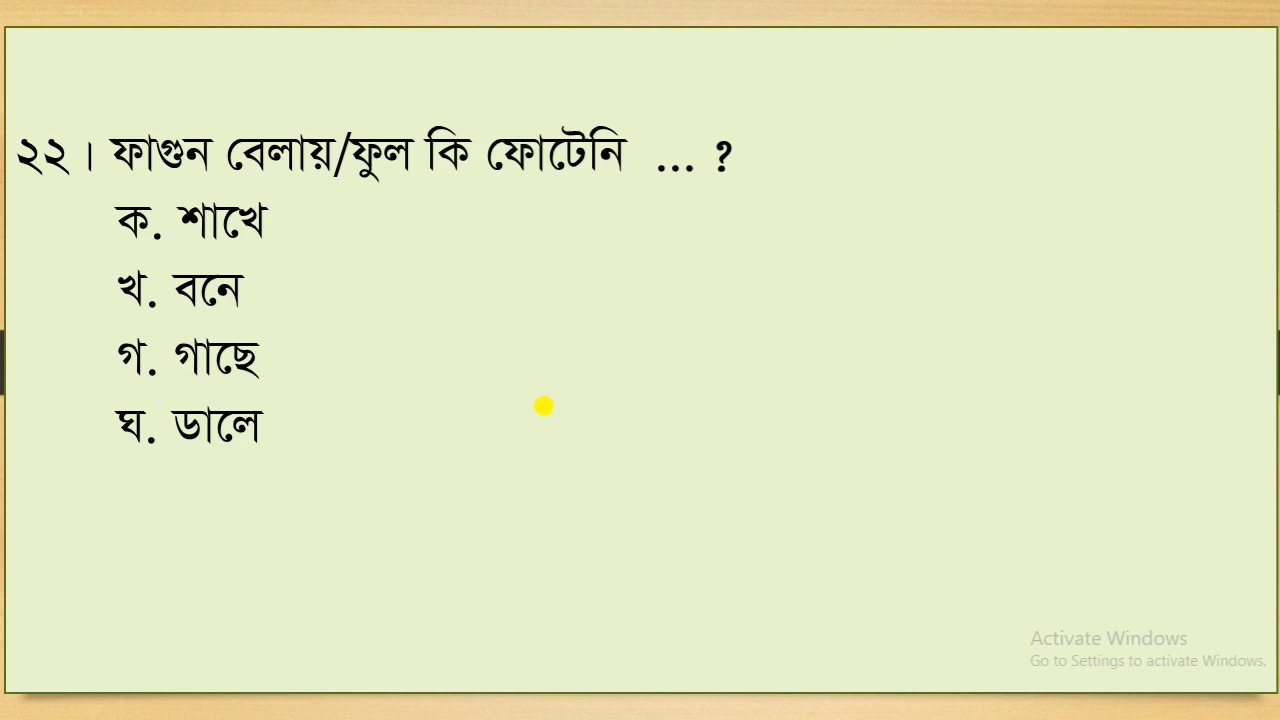 ২২। ফাগুন বেলায়/ফুল কি ফোটেনি ... ?
ক. শাখে
খ. বনে
গ. গাছে
ঘ. ডালে
Activate Windows
Go to Settings to activate Windows.